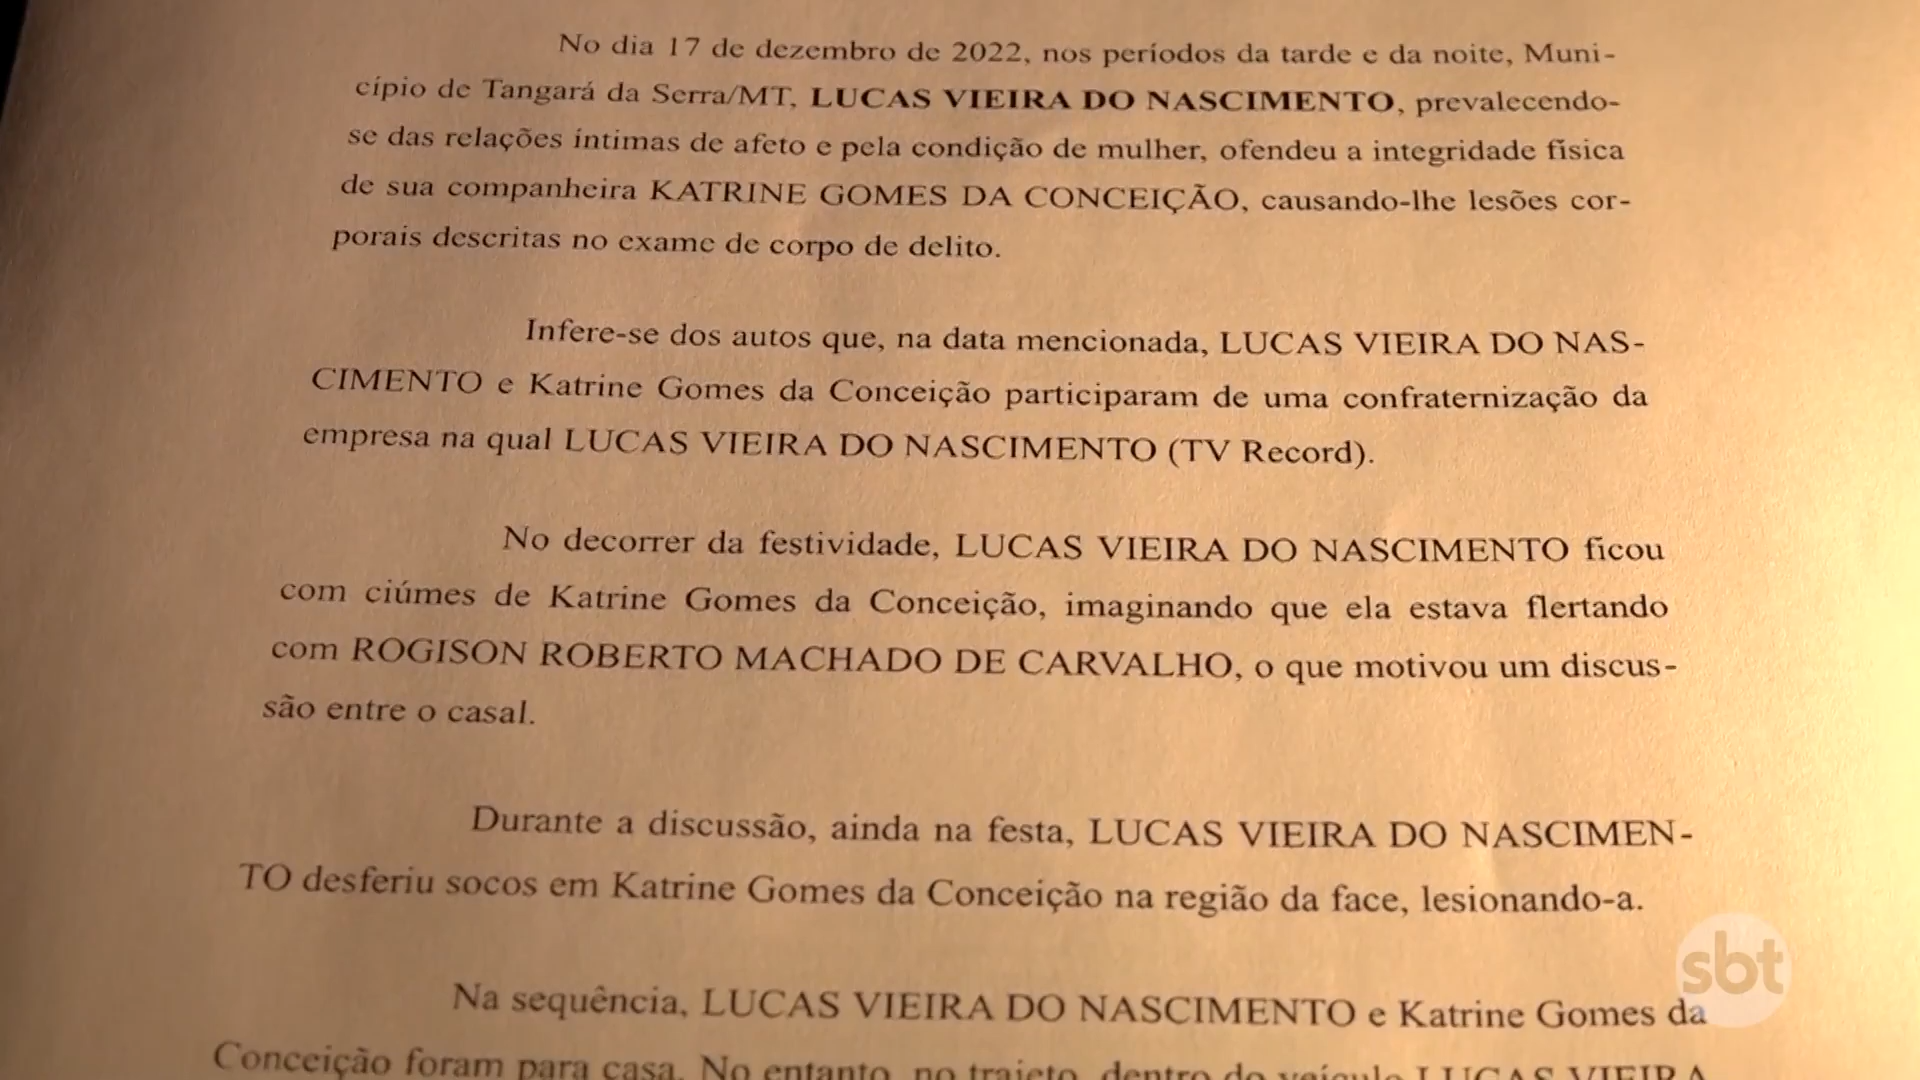 No dia 17 de dezembro de 2022, nos períodos da tarde e da noite, Muni-
cípio de Tangará da Serra/MT, LUCAS VIEIRA DO NASCIMENTO, prevalecendo-
se das relações íntimas de afeto e pela condição de mulher, ofendeu a integridade física
de sua companheira KATRINE GOMES DA CONCEIÇÃO, causando-lhe lesões cor-
porais descritas no exame de corpo de delito.
Infere-se dos autos que, na data mencionada, LUCAS VIEIRA DO NAS-
CIMENTO e Katrine Gomes da Conceição participaram de uma confraternização da
empresa na qual LUCAS VIEIRA DO NASCIMENTO (TV Record).
No decorrer da festividade, LUCAS VIEIRA DO NASCIMENTO ficou
com ciúmes de Katrine Gomes da Conceição, imaginando que ela estava flertando
com ROGISON ROBERTO MACHADO DE CARVALHO, o que motivou um discus-
são entre o casal.
Durante a discussão, ainda na festa, LUCAS VIEIRA DO NASCIMEN-
TO desferiu socos em Katrine Gomes da Conceição na região da face, lesionando-a.
sbt
Na sequência, LUCAS VIEIRA DO NASCIMENTO e Katrine Gomes da
Conceição foram para casa. No entanto, no trajeto, dentro do veículo LUCAS VIEIRA